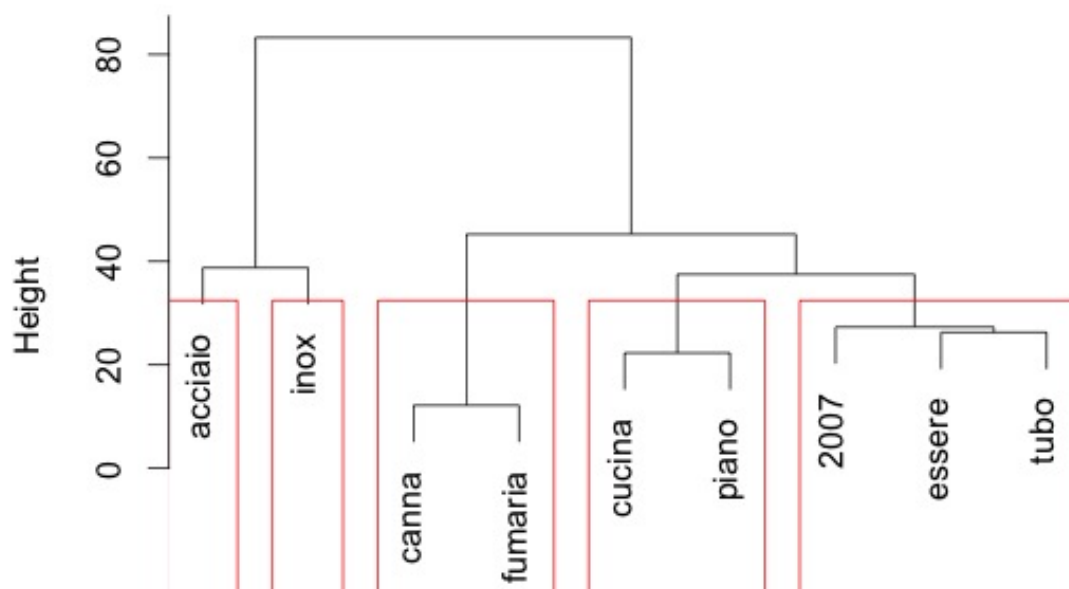 80
60
40
20
0
Height
acciaio
inox
canna
fumaria
cucina
piano
2007
essere
tubo